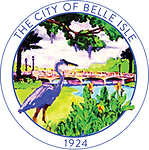 THE CITY OF BELLE ISLE
1924